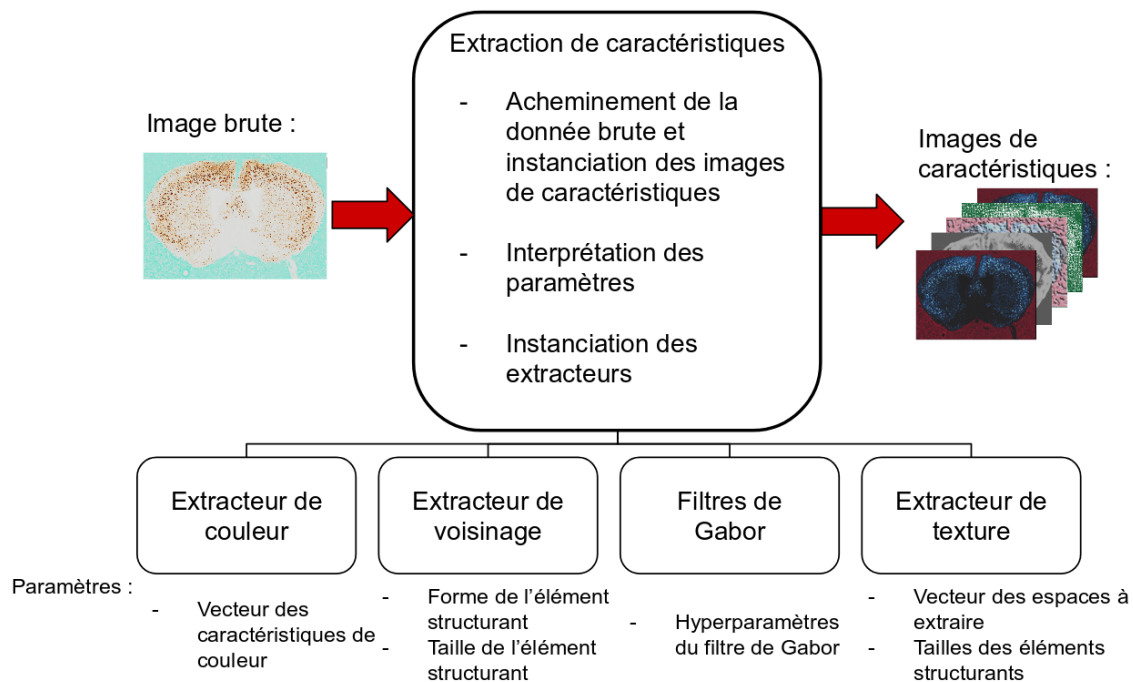 Extraction de caractéristiques
- Acheminement de la
donnée brute et
instanciation des images
de caractéristiques
- Interprétation des
paramètres
- Instanciation des
extracteurs
Image brute :
Images de
caractéristiques :
Extracteur de
couleur
Extracteur de
voisinage
Filtres de
Gabor
Extracteur de
texture
Paramètres :
- Vecteur des
caractéristiques de
couleur
- Forme de l’élément
structurant
- Taille de l’élément
structurant
- Hyperparamètres
du filtre de Gabor
- Vecteur des espaces à
extraire
- Tailles des éléments
structurants